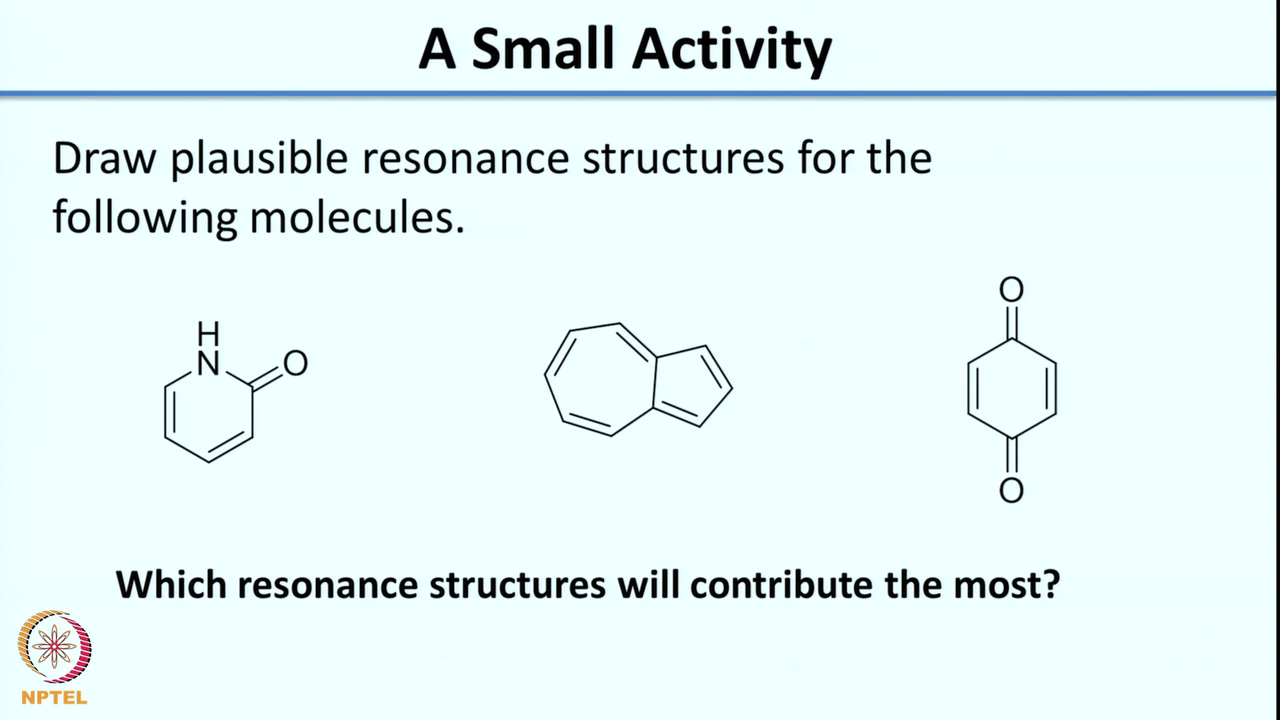 A Small Activity
Draw plausible resonance structures for the
following molecules.
H
N
O
O
O
Which resonance structures will contribute the most?
NPTEL